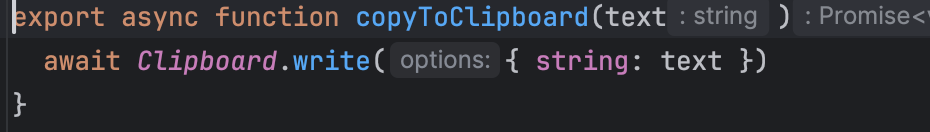 export async function copyToClipboard(text : string ) : Promise<
await Clipboard.write( options: { string: text })
}